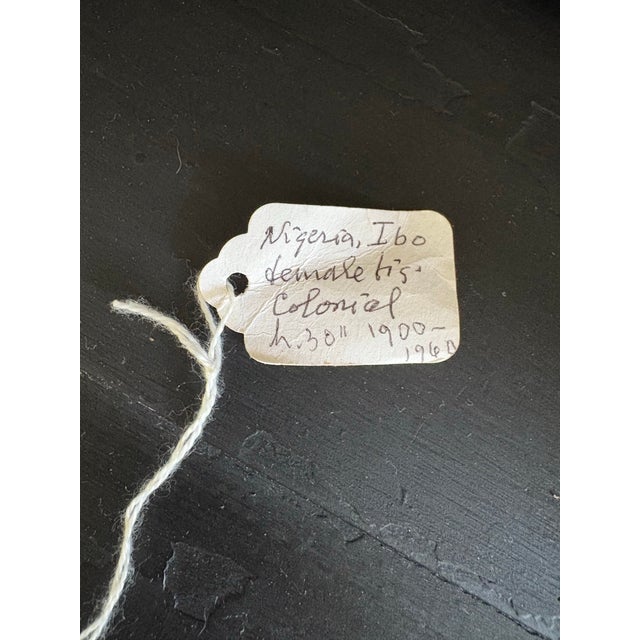 Nigeria, Ibo
female fig.
Colonial
h. 30" 1900-
1960